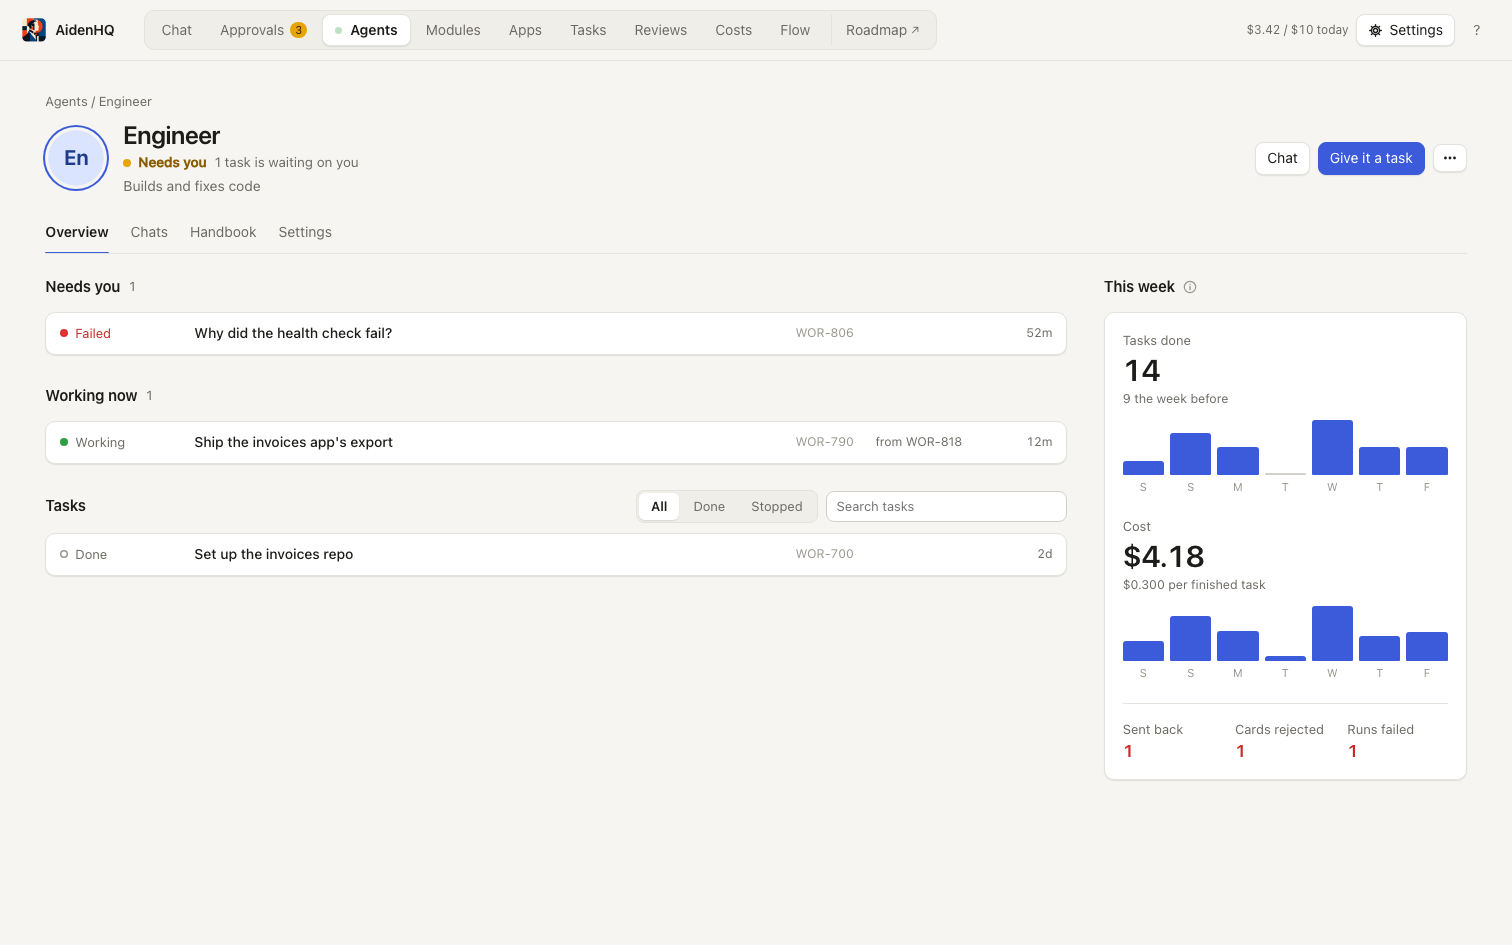 AidenHQ
Chat
Approvals 3
Agents
Modules
Apps
Tasks
Reviews
Costs
Flow
Roadmap ↗
$3.42 / $10 today
Settings
?
Agents / Engineer
En
Engineer
Needs you 1 task is waiting on you
Builds and fixes code
Chat
Give it a task
Overview
Chats
Handbook
Settings
Needs you 1
Failed Why did the health check fail? WOR-806 52m
Working now 1
Working Ship the invoices app's export WOR-790 from WOR-818 12m
Tasks
All
Done
Stopped
Search tasks
Done Set up the invoices repo WOR-700 2d
This week
Tasks done
14
9 the week before
S S M T W T F
Cost
$4.18
$0.300 per finished task
S S M T W T F
Sent back Cards rejected Runs failed
1 1 1